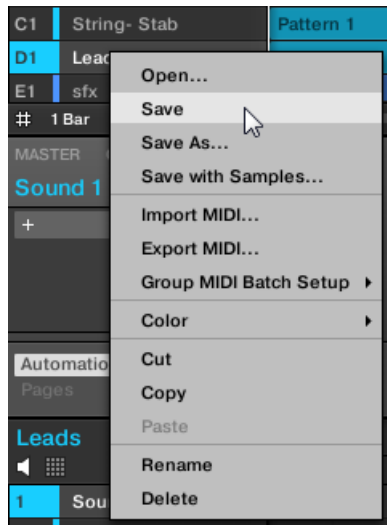 C1 String- Stab Pattern 1
D1 Lead
E1 sfx
1 Bar
MASTER
Sound 1
+
Automatio
Pages
Leads
1 Sou
Open...
Save
Save As...
Save with Samples...
Import MIDI...
Export MIDI...
Group MIDI Batch Setup
Color
Cut
Copy
Paste
Rename
Delete